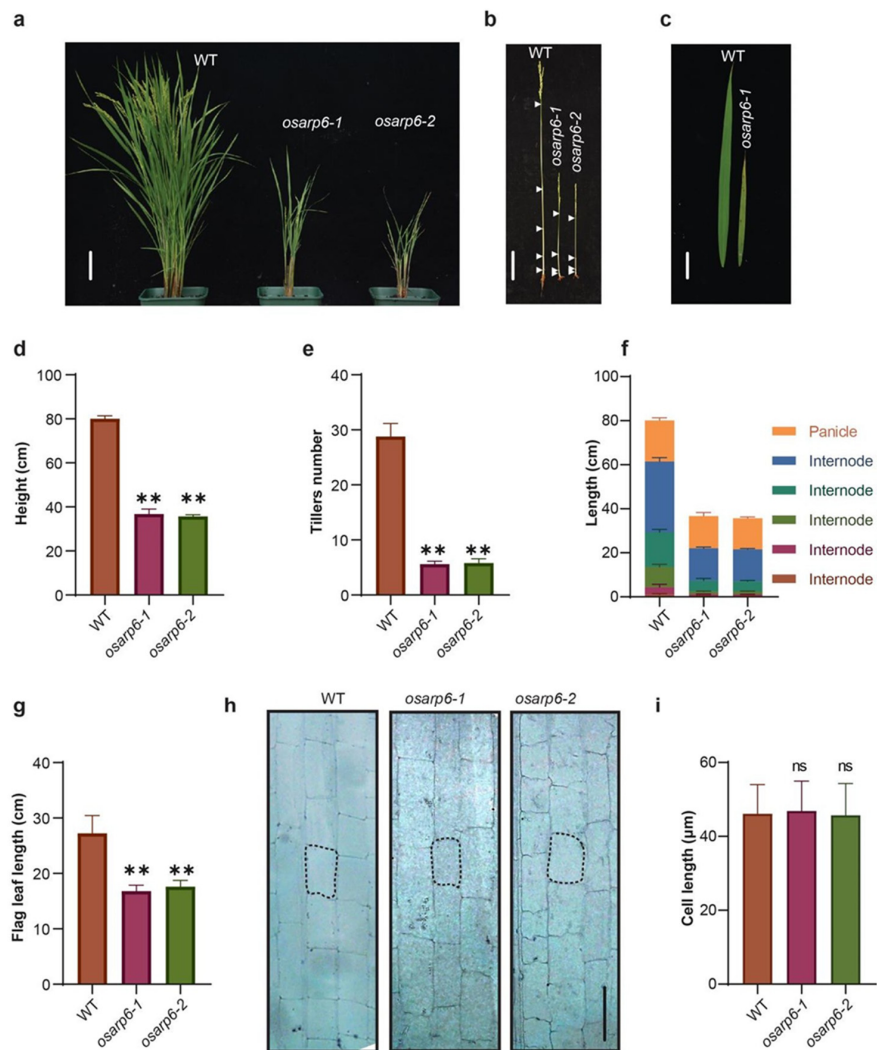 a
WT
osarp6-1
osarp6-2
b
WT
osarp6-1
osarp6-2
c
WT
osarp6-1
d
Height (cm)
100
80
60
40
20
0
**
**
WT
osarp6-1
osarp6-2
e
Tillers number
40
30
20
10
0
**
**
WT
osarp6-1
osarp6-2
f
Length (cm)
100
80
60
40
20
0
WT
osarp6-1
osarp6-2
Panicle
Internode
Internode
Internode
Internode
Internode
g
Flag leaf length (cm)
40
30
20
10
0
**
**
WT
osarp6-1
osarp6-2
h
WT
osarp6-1
osarp6-2
i
Cell length (μm)
60
40
20
0
ns
ns
WT
osarp6-1
osarp6-2